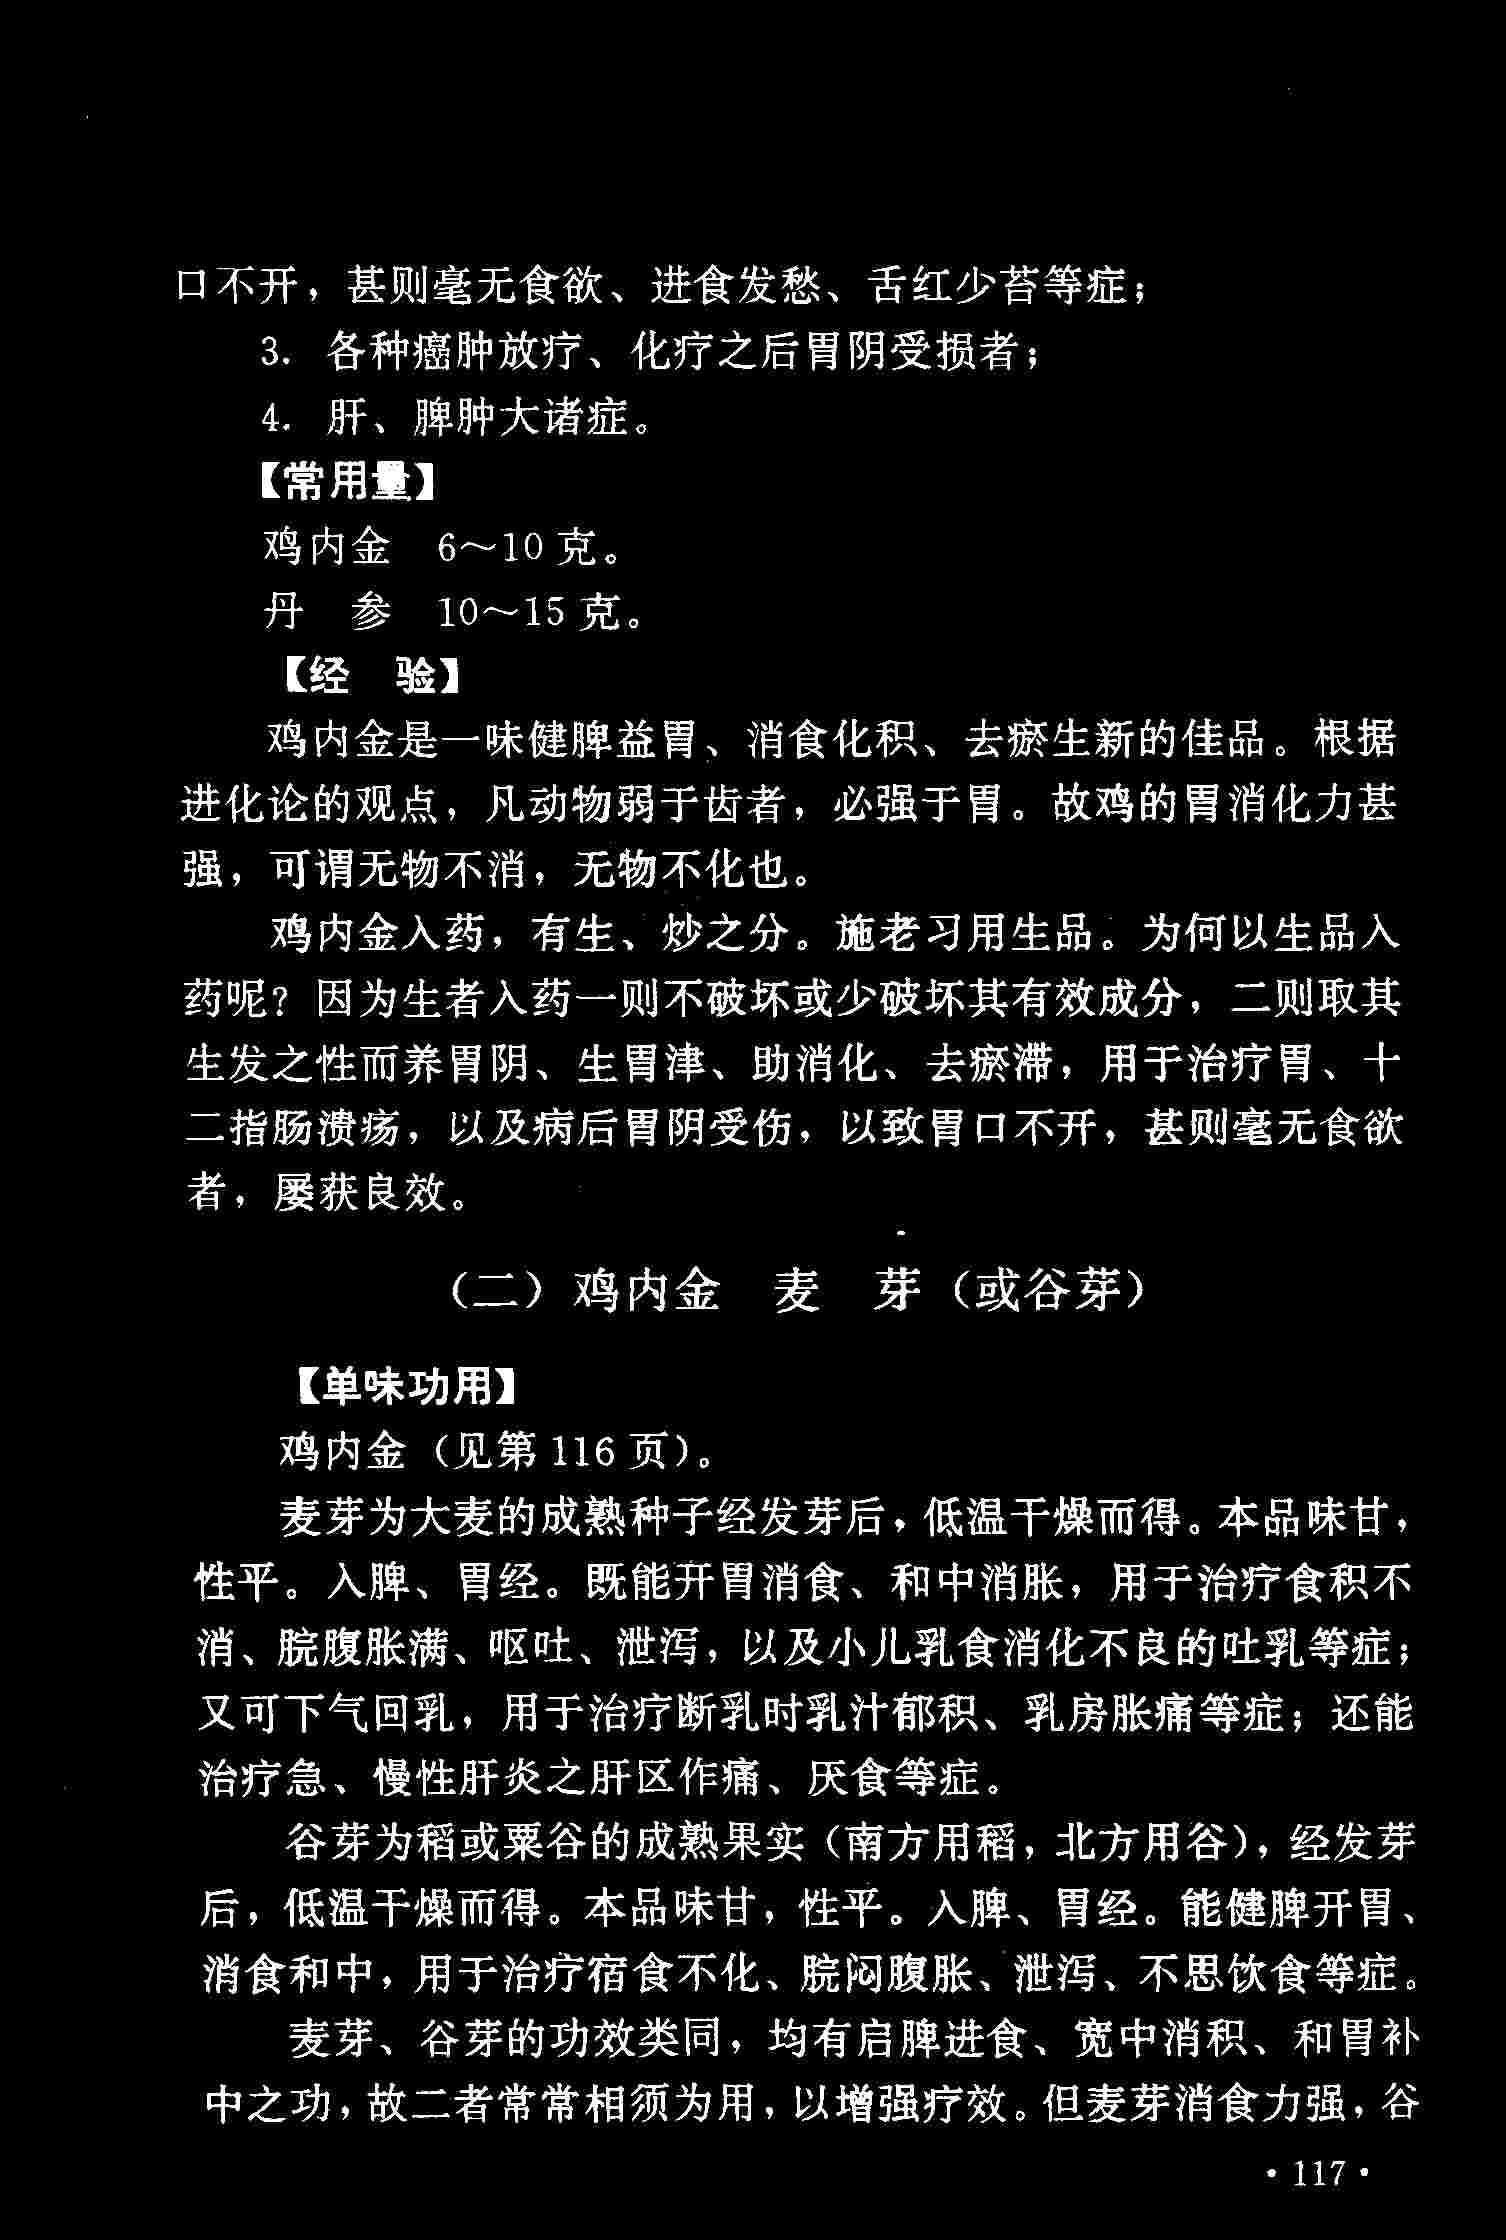 口不开，甚则毫无食欲、进食发愁、舌红少苔等症；
3. 各种癌肿放疗、化疗之后胃阴受损者；
4. 肝、脾肿大诸症。
【常用量】
鸡内金　6～10 克。
丹　参　10～15 克。
【经　验】
鸡内金是一味健脾益胃、消食化积、去瘀生新的佳品。根据
进化论的观点，凡动物弱于齿者，必强于胃。故鸡的胃消化力甚
强，可谓无物不消，无物不化也。
鸡内金入药，有生、炒之分。施老习用生品。为何以生品入
药呢？因为生者入药一则不破坏或少破坏其有效成分，二则取其
生发之性而养胃阴、生胃津、助消化、去瘀滞，用于治疗胃、十
二指肠溃疡，以及病后胃阴受伤，以致胃口不开，甚则毫无食欲
者，屡获良效。
（二）鸡内金　麦　芽（或谷芽）
【单味功用】
鸡内金（见第 116 页）。
麦芽为大麦的成熟种子经发芽后，低温干燥而得。本品味甘，
性平。入脾、胃经。既能开胃消食、和中消胀，用于治疗食积不
消、脘腹胀满、呕吐、泄泻，以及小儿乳食消化不良的吐乳等症；
又可下气回乳，用于治疗断乳时乳汁郁积、乳房胀痛等症；还能
治疗急、慢性肝炎之肝区作痛、厌食等症。
谷芽为稻或粟谷的成熟果实（南方用稻，北方用谷），经发芽
后，低温干燥而得。本品味甘，性平。入脾、胃经。能健脾开胃、
消食和中，用于治疗宿食不化、脘闷腹胀、泄泻、不思饮食等症。
麦芽、谷芽的功效类同，均有启脾进食、宽中消积、和胃补
中之功，故二者常常相须为用，以增强疗效。但麦芽消食力强，谷
·117·